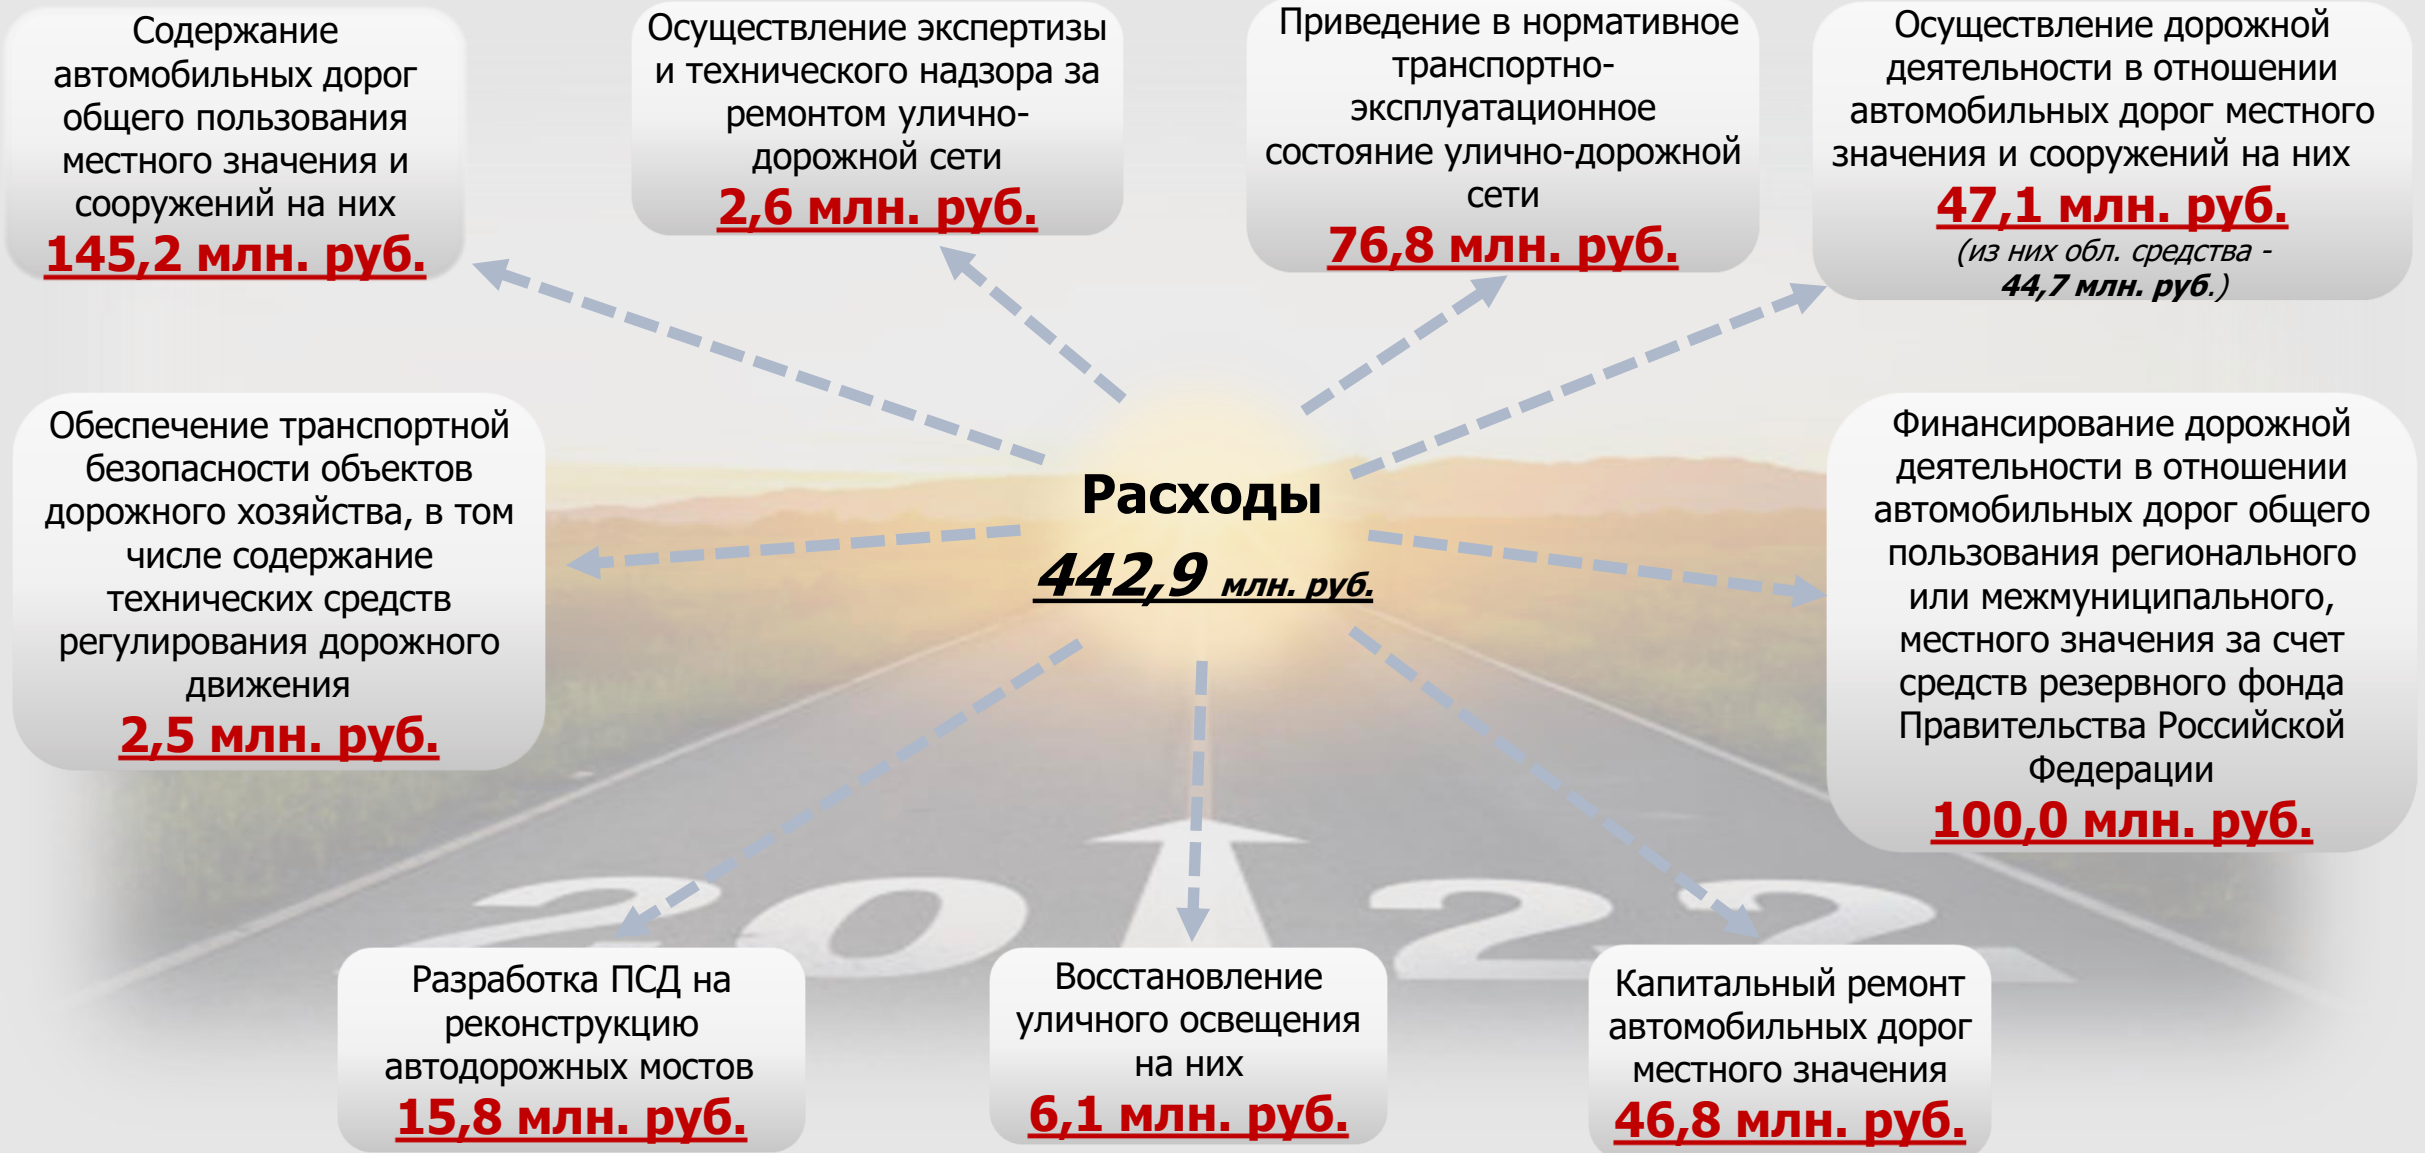 Содержание
автомобильных дорог
общего пользования
местного значения и
сооружений на них
145,2 млн. руб.
Осуществление экспертизы
и технического надзора за
ремонтом улично-
дорожной сети
2,6 млн. руб.
Приведение в нормативное
транспортно-
эксплуатационное
состояние улично-дорожной
сети
76,8 млн. руб.
Осуществление дорожной
деятельности в отношении
автомобильных дорог местного
значения и сооружений на них
47,1 млн. руб.
(из них обл. средства -
44,7 млн. руб.)
Обеспечение транспортной
безопасности объектов
дорожного хозяйства, в том
числе содержание
технических средств
регулирования дорожного
движения
2,5 млн. руб.
Расходы
442,9 млн. руб.
Финансирование дорожной
деятельности в отношении
автомобильных дорог общего
пользования регионального
или межмуниципального,
местного значения за счет
средств резервного фонда
Правительства Российской
Федерации
100,0 млн. руб.
2022
Разработка ПСД на
реконструкцию
автодорожных мостов
15,8 млн. руб.
Восстановление
уличного освещения
на них
6,1 млн. руб.
Капитальный ремонт
автомобильных дорог
местного значения
46,8 млн. руб.